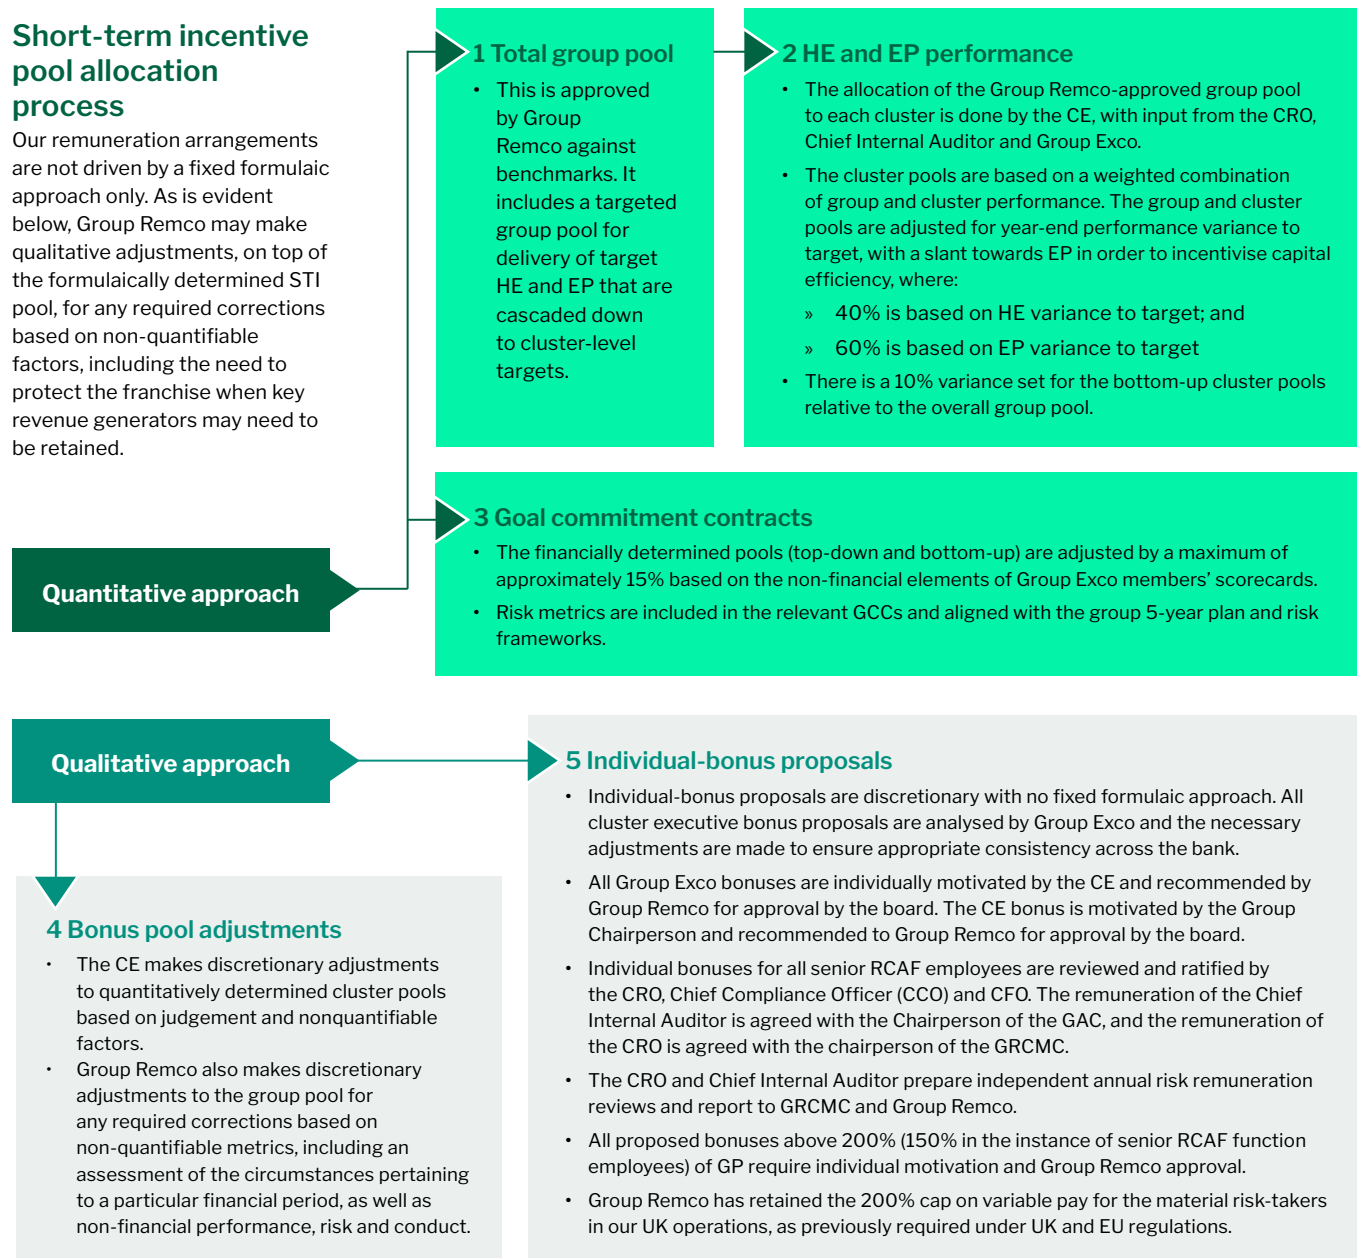 Short-term incentive
pool allocation
process
Our remuneration arrangements
are not driven by a fixed formulaic
approach only. As is evident
below, Group Remco may make
qualitative adjustments, on top of
the formulaically determined STI
pool, for any required corrections
based on non-quantifiable
factors, including the need to
protect the franchise when key
revenue generators may need to
be retained.
1 Total group pool
• This is approved
by Group
Remco against
benchmarks. It
includes a targeted
group pool for
delivery of target
HE and EP that are
cascaded down
to cluster-level
targets.
2 HE and EP performance
• The allocation of the Group Remco-approved group pool
to each cluster is done by the CE, with input from the CRO,
Chief Internal Auditor and Group Exco.
• The cluster pools are based on a weighted combination
of group and cluster performance. The group and cluster
pools are adjusted for year-end performance variance to
target, with a slant towards EP in order to incentivise capital
efficiency, where:
» 40% is based on HE variance to target; and
» 60% is based on EP variance to target
• There is a 10% variance set for the bottom-up cluster pools
relative to the overall group pool.
Quantitative approach
3 Goal commitment contracts
• The financially determined pools (top-down and bottom-up) are adjusted by a maximum of
approximately 15% based on the non-financial elements of Group Exco members’ scorecards.
• Risk metrics are included in the relevant GCCs and aligned with the group 5-year plan and risk
frameworks.
Qualitative approach
4 Bonus pool adjustments
• The CE makes discretionary adjustments
to quantitatively determined cluster pools
based on judgement and nonquantifiable
factors.
• Group Remco also makes discretionary
adjustments to the group pool for
any required corrections based on
non-quantifiable metrics, including an
assessment of the circumstances pertaining
to a particular financial period, as well as
non-financial performance, risk and conduct.
5 Individual-bonus proposals
• Individual-bonus proposals are discretionary with no fixed formulaic approach. All
cluster executive bonus proposals are analysed by Group Exco and the necessary
adjustments are made to ensure appropriate consistency across the bank.
• All Group Exco bonuses are individually motivated by the CE and recommended by
Group Remco for approval by the board. The CE bonus is motivated by the Group
Chairperson and recommended to Group Remco for approval by the board.
• Individual bonuses for all senior RCAF employees are reviewed and ratified by
the CRO, Chief Compliance Officer (CCO) and CFO. The remuneration of the Chief
Internal Auditor is agreed with the Chairperson of the GAC, and the remuneration of
the CRO is agreed with the chairperson of the GRCMC.
• The CRO and Chief Internal Auditor prepare independent annual risk remuneration
reviews and report to GRCMC and Group Remco.
• All proposed bonuses above 200% (150% in the instance of senior RCAF function
employees) of GP require individual motivation and Group Remco approval.
• Group Remco has retained the 200% cap on variable pay for the material risk-takers
in our UK operations, as previously required under UK and EU regulations.